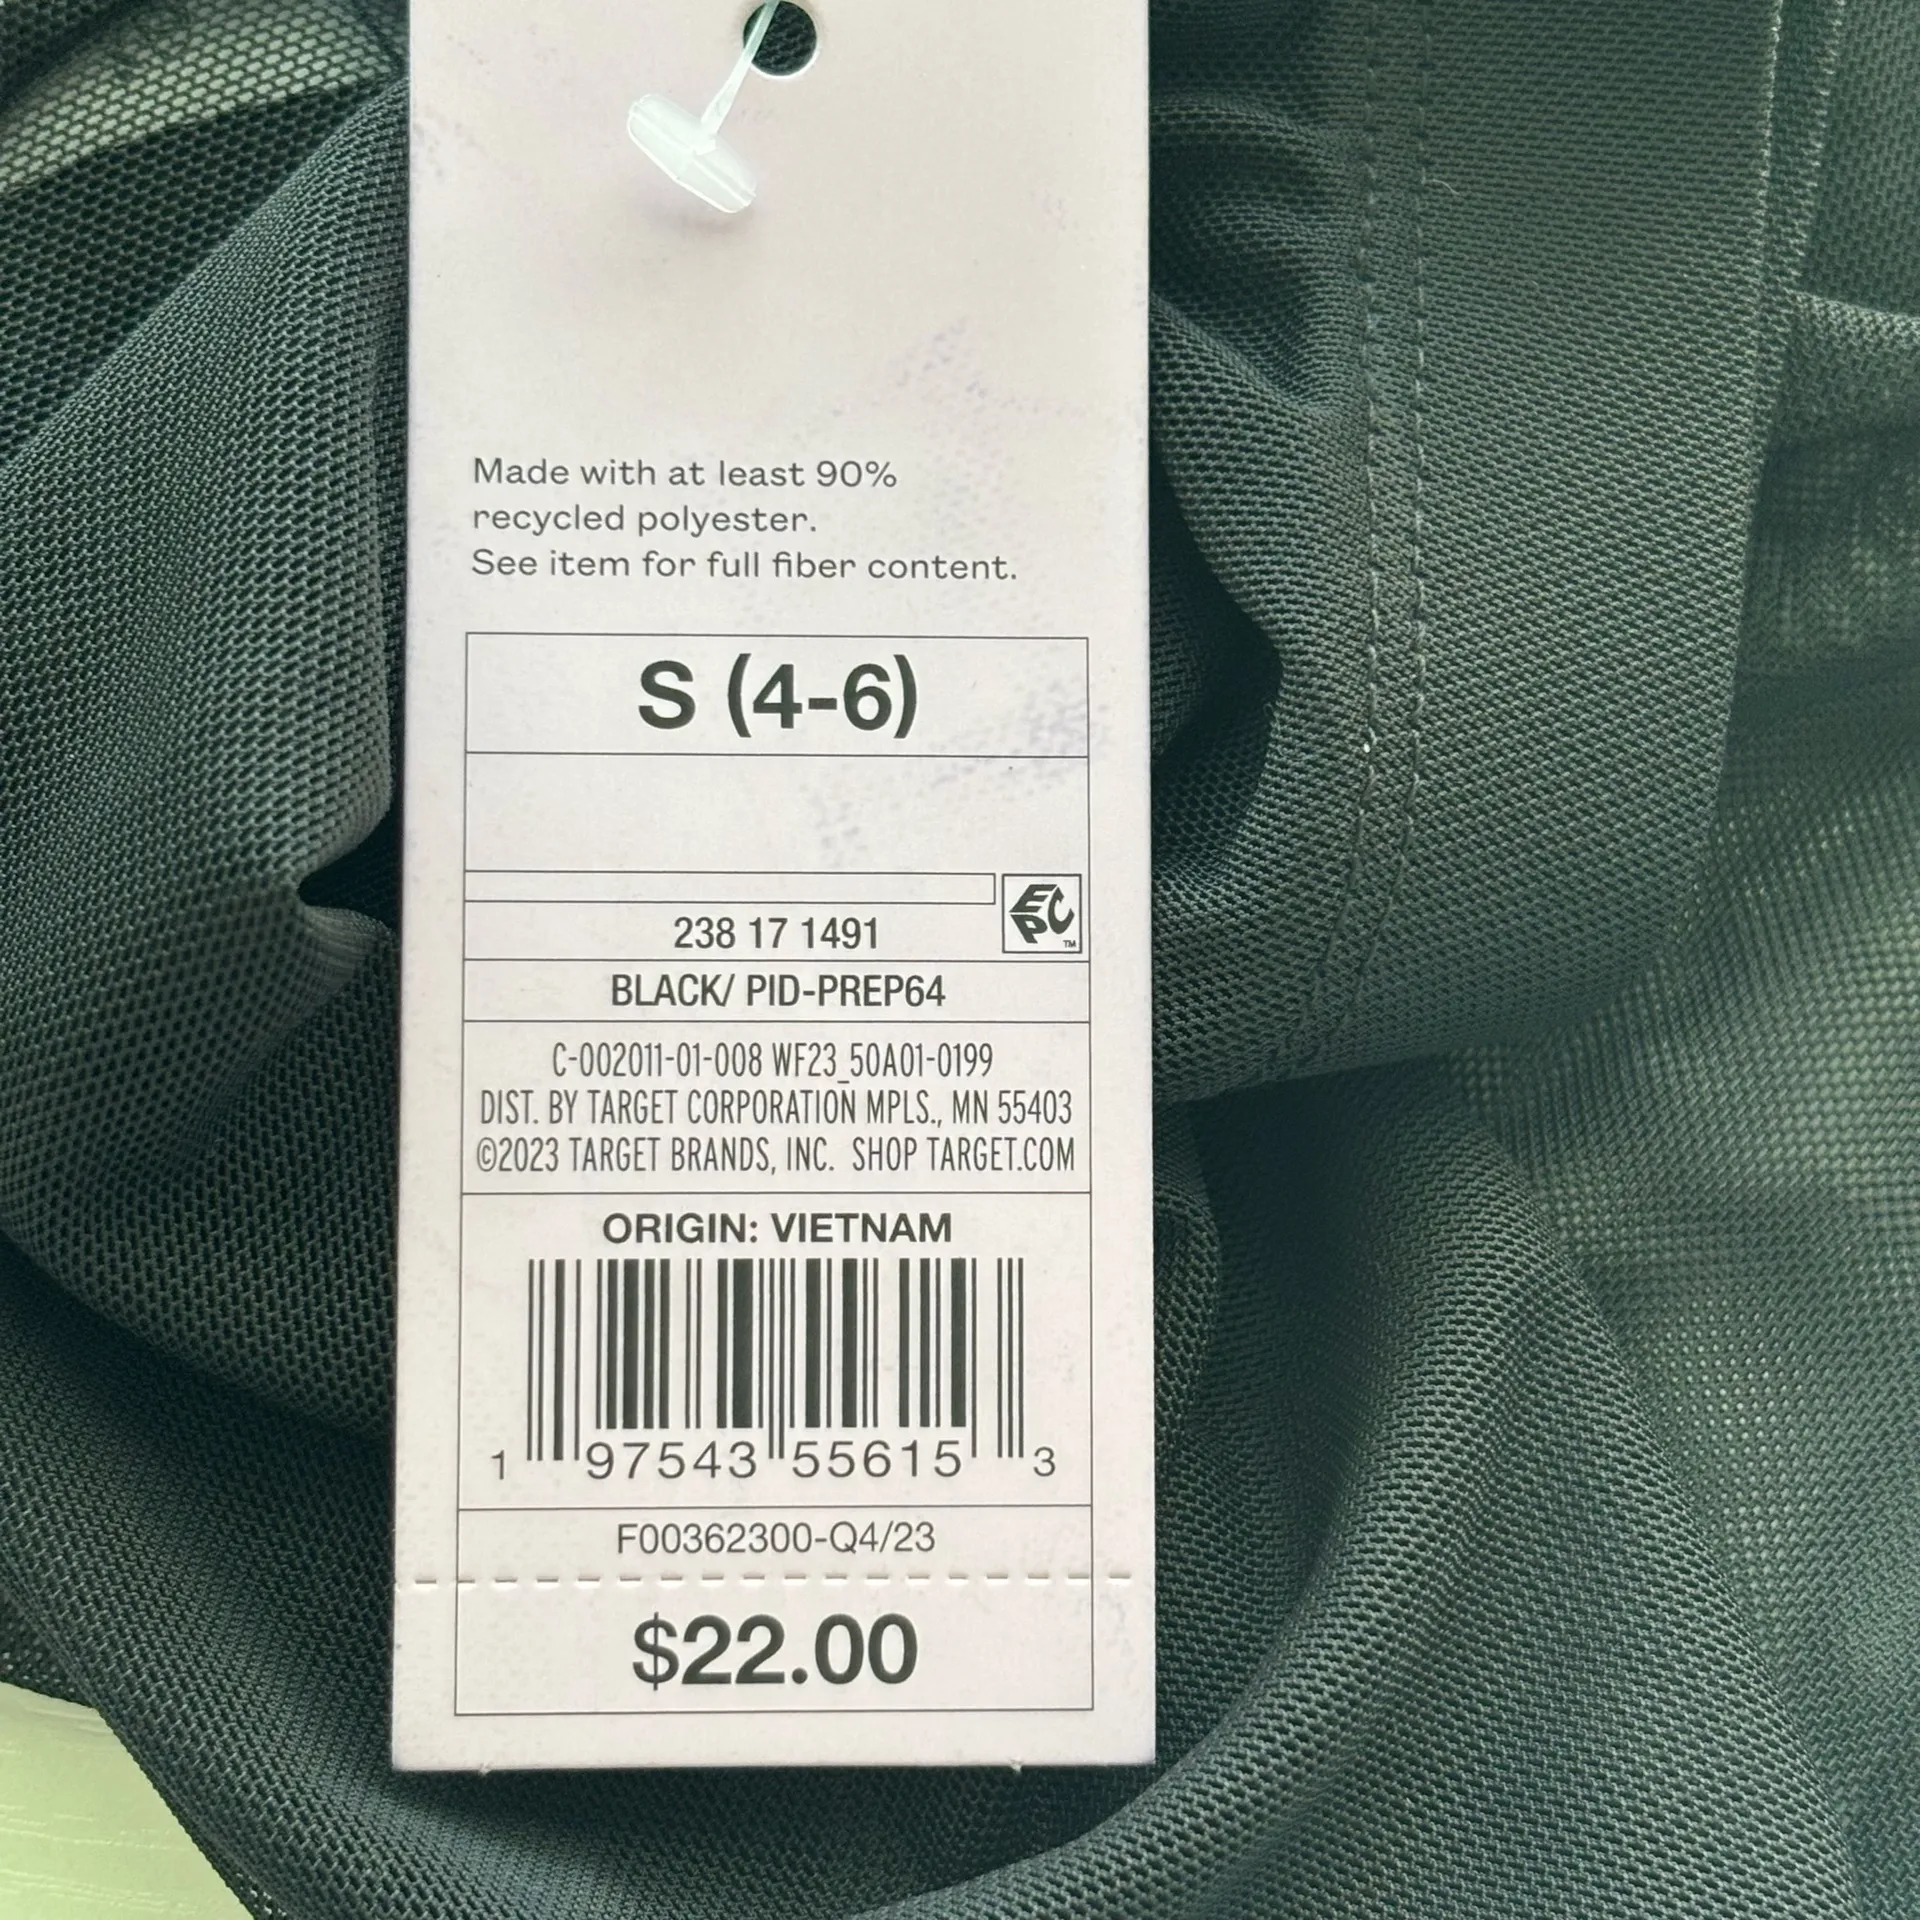 Made with at least 90%
recycled polyester.
See item for full fiber content.
S (4-6)
EPC™
238 17 1491
BLACK/ PID-PREP64
C-002011-01-008 WF23_50A01-0199
DIST. BY TARGET CORPORATION MPLS., MN 55403
©2023 TARGET BRANDS, INC. SHOP TARGET.COM
ORIGIN: VIETNAM
1 97543 55615 3
F00362300-Q4/23
$22.00